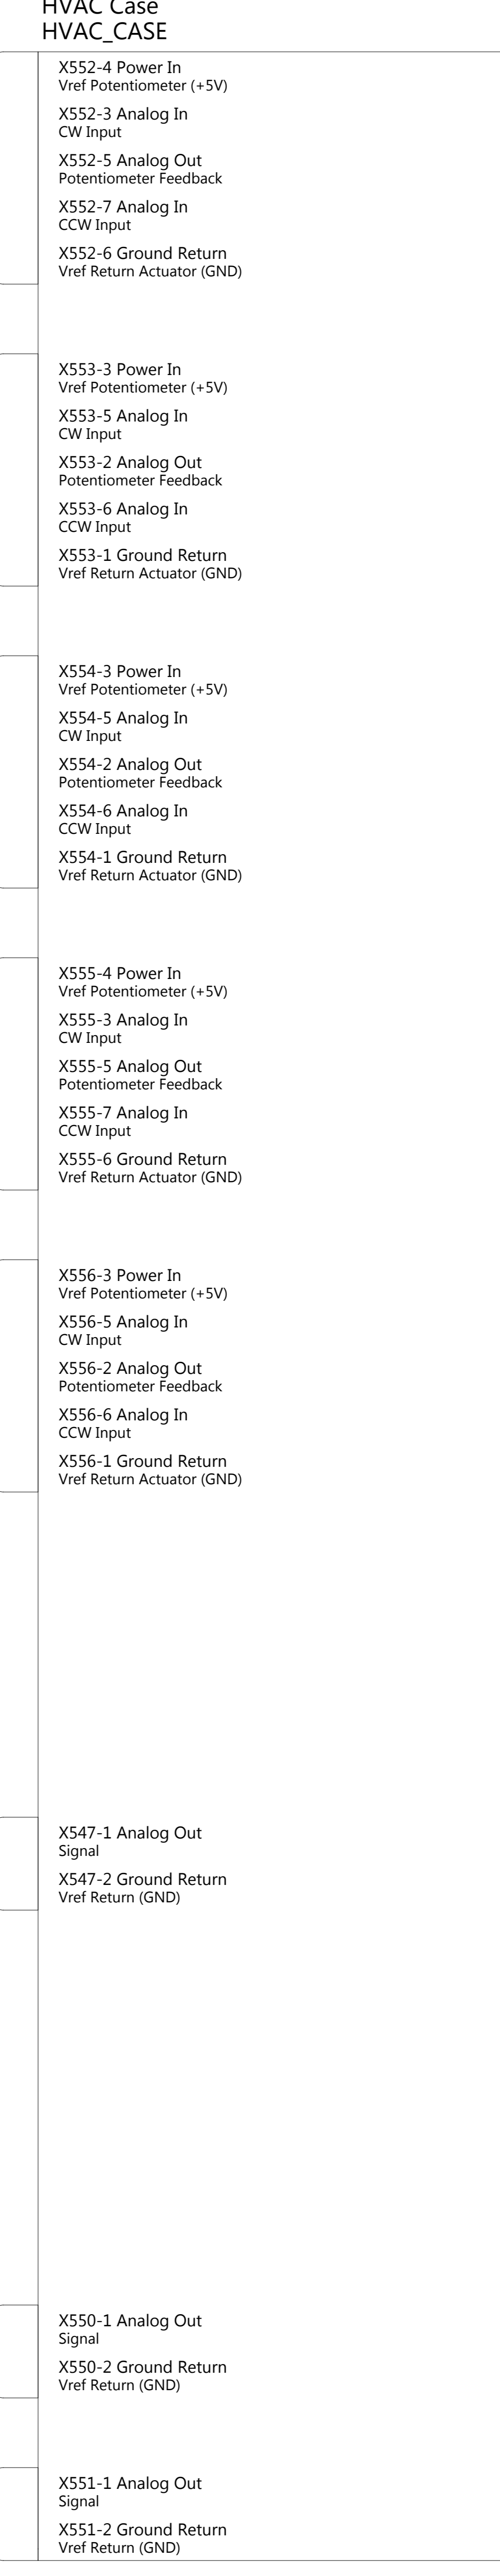 HVAC Case
HVAC_CASE
X552-4 Power In
Vref Potentiometer (+5V)
X552-3 Analog In
CW Input
X552-5 Analog Out
Potentiometer Feedback
X552-7 Analog In
CCW Input
X552-6 Ground Return
Vref Return Actuator (GND)
X553-3 Power In
Vref Potentiometer (+5V)
X553-5 Analog In
CW Input
X553-2 Analog Out
Potentiometer Feedback
X553-6 Analog In
CCW Input
X553-1 Ground Return
Vref Return Actuator (GND)
X554-3 Power In
Vref Potentiometer (+5V)
X554-5 Analog In
CW Input
X554-2 Analog Out
Potentiometer Feedback
X554-6 Analog In
CCW Input
X554-1 Ground Return
Vref Return Actuator (GND)
X555-4 Power In
Vref Potentiometer (+5V)
X555-3 Analog In
CW Input
X555-5 Analog Out
Potentiometer Feedback
X555-7 Analog In
CCW Input
X555-6 Ground Return
Vref Return Actuator (GND)
X556-3 Power In
Vref Potentiometer (+5V)
X556-5 Analog In
CW Input
X556-2 Analog Out
Potentiometer Feedback
X556-6 Analog In
CCW Input
X556-1 Ground Return
Vref Return Actuator (GND)
X547-1 Analog Out
Signal
X547-2 Ground Return
Vref Return (GND)
X550-1 Analog Out
Signal
X550-2 Ground Return
Vref Return (GND)
X551-1 Analog Out
Signal
X551-2 Ground Return
Vref Return (GND)